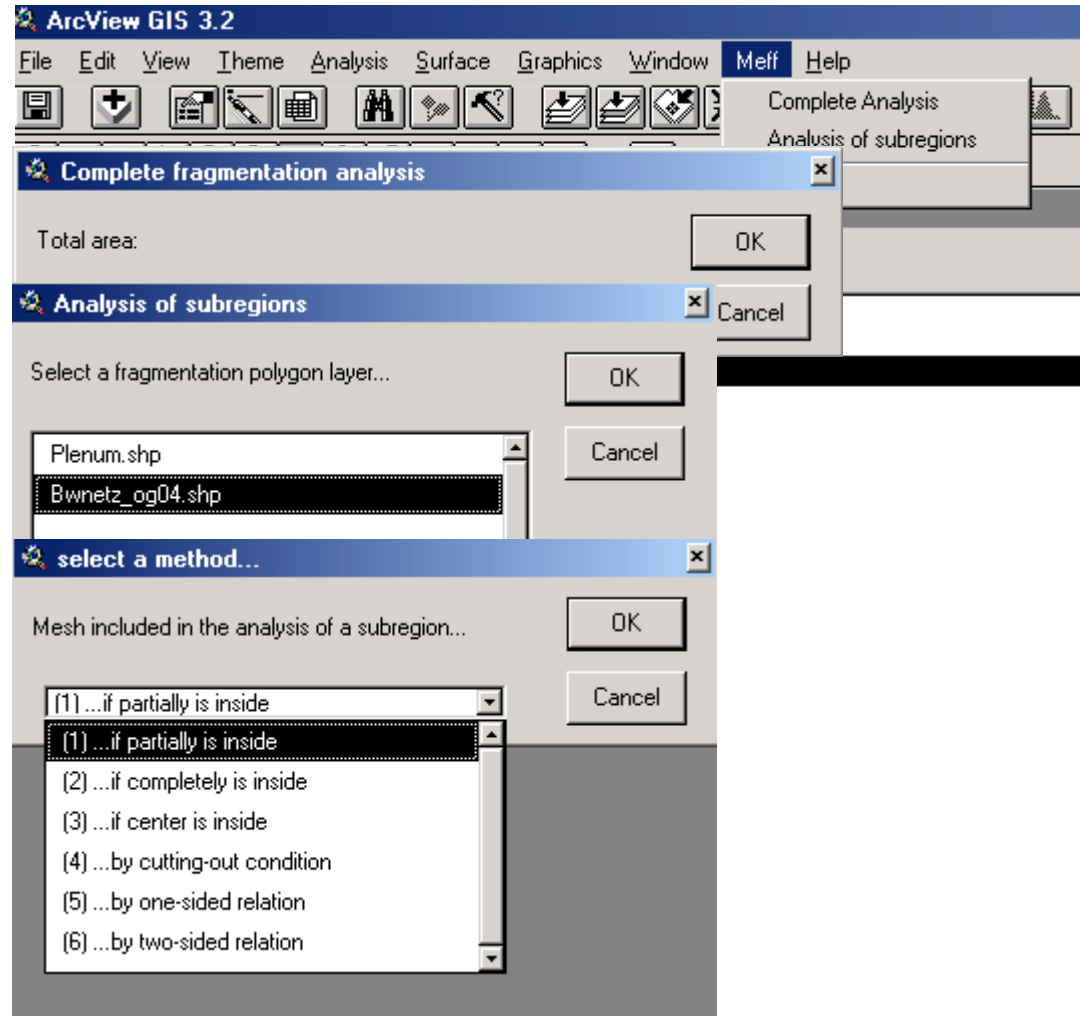 ArcView GIS 3.2
File Edit View Theme Analysis Surface Graphics Window Meff Help
Complete Analysis
Analysis of subregions
Complete fragmentation analysis
Total area:
OK
Cancel
Analysis of subregions
Select a fragmentation polygon layer...
OK
Cancel
Plenum.shp
Bwnetz_og04.shp
select a method...
Mesh included in the analysis of a subregion...
OK
Cancel
(1) ...if partially is inside
(1) ...if partially is inside
(2) ...if completely is inside
(3) ...if center is inside
(4) ...by cutting-out condition
(5) ...by one-sided relation
(6) ...by two-sided relation